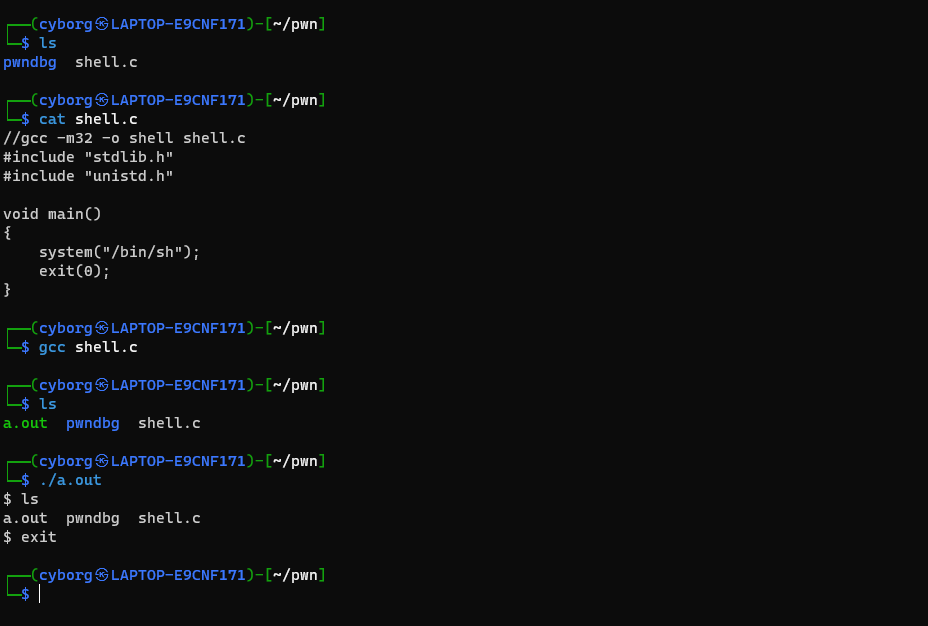 ┌──(cyborg㉿LAPTOP-E9CNF171)-[~/pwn]
└─$ ls
pwndbg  shell.c
┌──(cyborg㉿LAPTOP-E9CNF171)-[~/pwn]
└─$ cat shell.c
//gcc -m32 -o shell shell.c
#include "stdlib.h"
#include "unistd.h"
void main()
{
    system("/bin/sh");
    exit(0);
}
┌──(cyborg㉿LAPTOP-E9CNF171)-[~/pwn]
└─$ gcc shell.c
┌──(cyborg㉿LAPTOP-E9CNF171)-[~/pwn]
└─$ ls
a.out  pwndbg  shell.c
┌──(cyborg㉿LAPTOP-E9CNF171)-[~/pwn]
└─$ ./a.out
$ ls
a.out  pwndbg  shell.c
$ exit
┌──(cyborg㉿LAPTOP-E9CNF171)-[~/pwn]
└─$